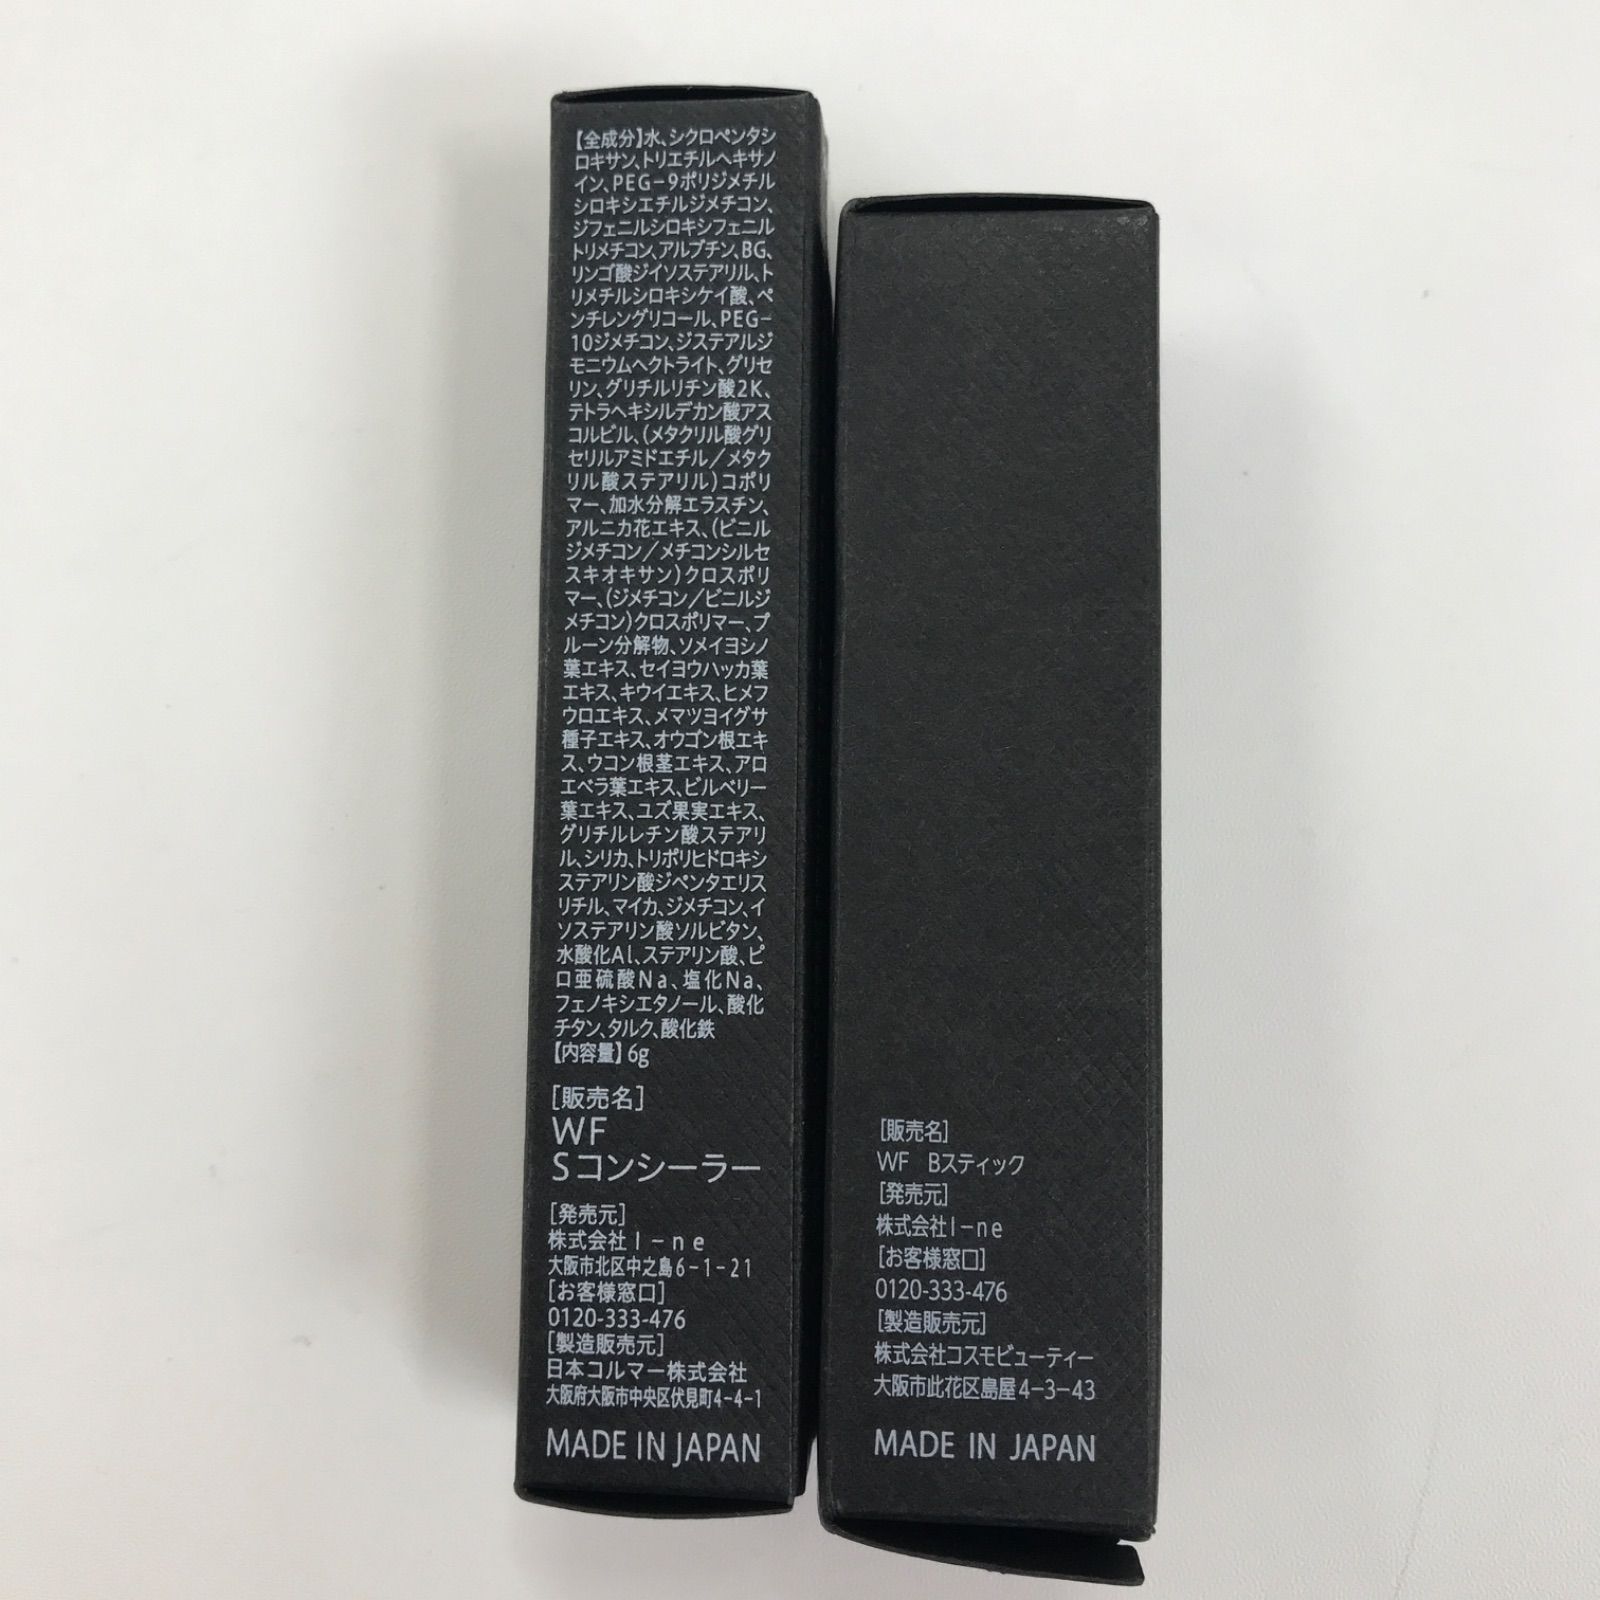 【全成分】水、シクロペンタシ
ロキサン、トリエチルヘキサノ
イン、PEG-9ポリジメチル
シロキシエチルジメチコン、
ジフェニルシロキシフェニル
トリメチコン、アルブチン、BG、
リンゴ酸ジイソステアリル、ト
リメチルシロキシケイ酸、ペ
ンチレングリコール、PEG-
10ジメチコン、ジステアルジ
モニウムヘクトライト、グリセ
リン、グリチルリチン酸2K、
テトラヘキシルデカン酸アス
コルビル、(メタクリル酸グリ
セリルアミドエチル/メタク
リル酸ステアリル)コポリ
マー、加水分解エラスチン、
アルニカ花エキス、(ビニル
ジメチコン/メチコンシルセ
スキオキサン)クロスポリ
マー、(ジメチコン/ビニルジ
メチコン)クロスポリマー、プ
ルーン分解物、ソメイヨシノ
葉エキス、セイヨウハッカ葉
エキス、キウイエキス、ヒメフ
ウロエキス、メマツヨイグサ
種子エキス、オウゴン根エキ
ス、ウコン根茎エキス、アロ
エベラ葉エキス、ビルベリー
葉エキス、ユズ果実エキス、
グリチルレチン酸ステアリ
ル、シリカ、トリポリヒドロキシ
ステアリン酸ジペンタエリス
リチル、マイカ、ジメチコン、イ
ソステアリン酸ソルビタン、
水酸化Al、ステアリン酸、ピ
ロ亜硫酸Na、塩化Na、
フェノキシエタノール、酸化
チタン、タルク、酸化鉄
【内容量】6g
[販売名]
WF
Sコンシーラー
[発売元]
株式会社I-ne
大阪市北区中之島6-1-21
[お客様窓口]
0120-333-476
[製造販売元]
日本コルマー株式会社
大阪府大阪市中央区伏見町4-4-1
MADE IN JAPAN
[販売名]
WF Bスティック
[発売元]
株式会社I-ne
[お客様窓口]
0120-333-476
[製造販売元]
株式会社コスモビューティー
大阪市此花区島屋4-3-43
MADE IN JAPAN